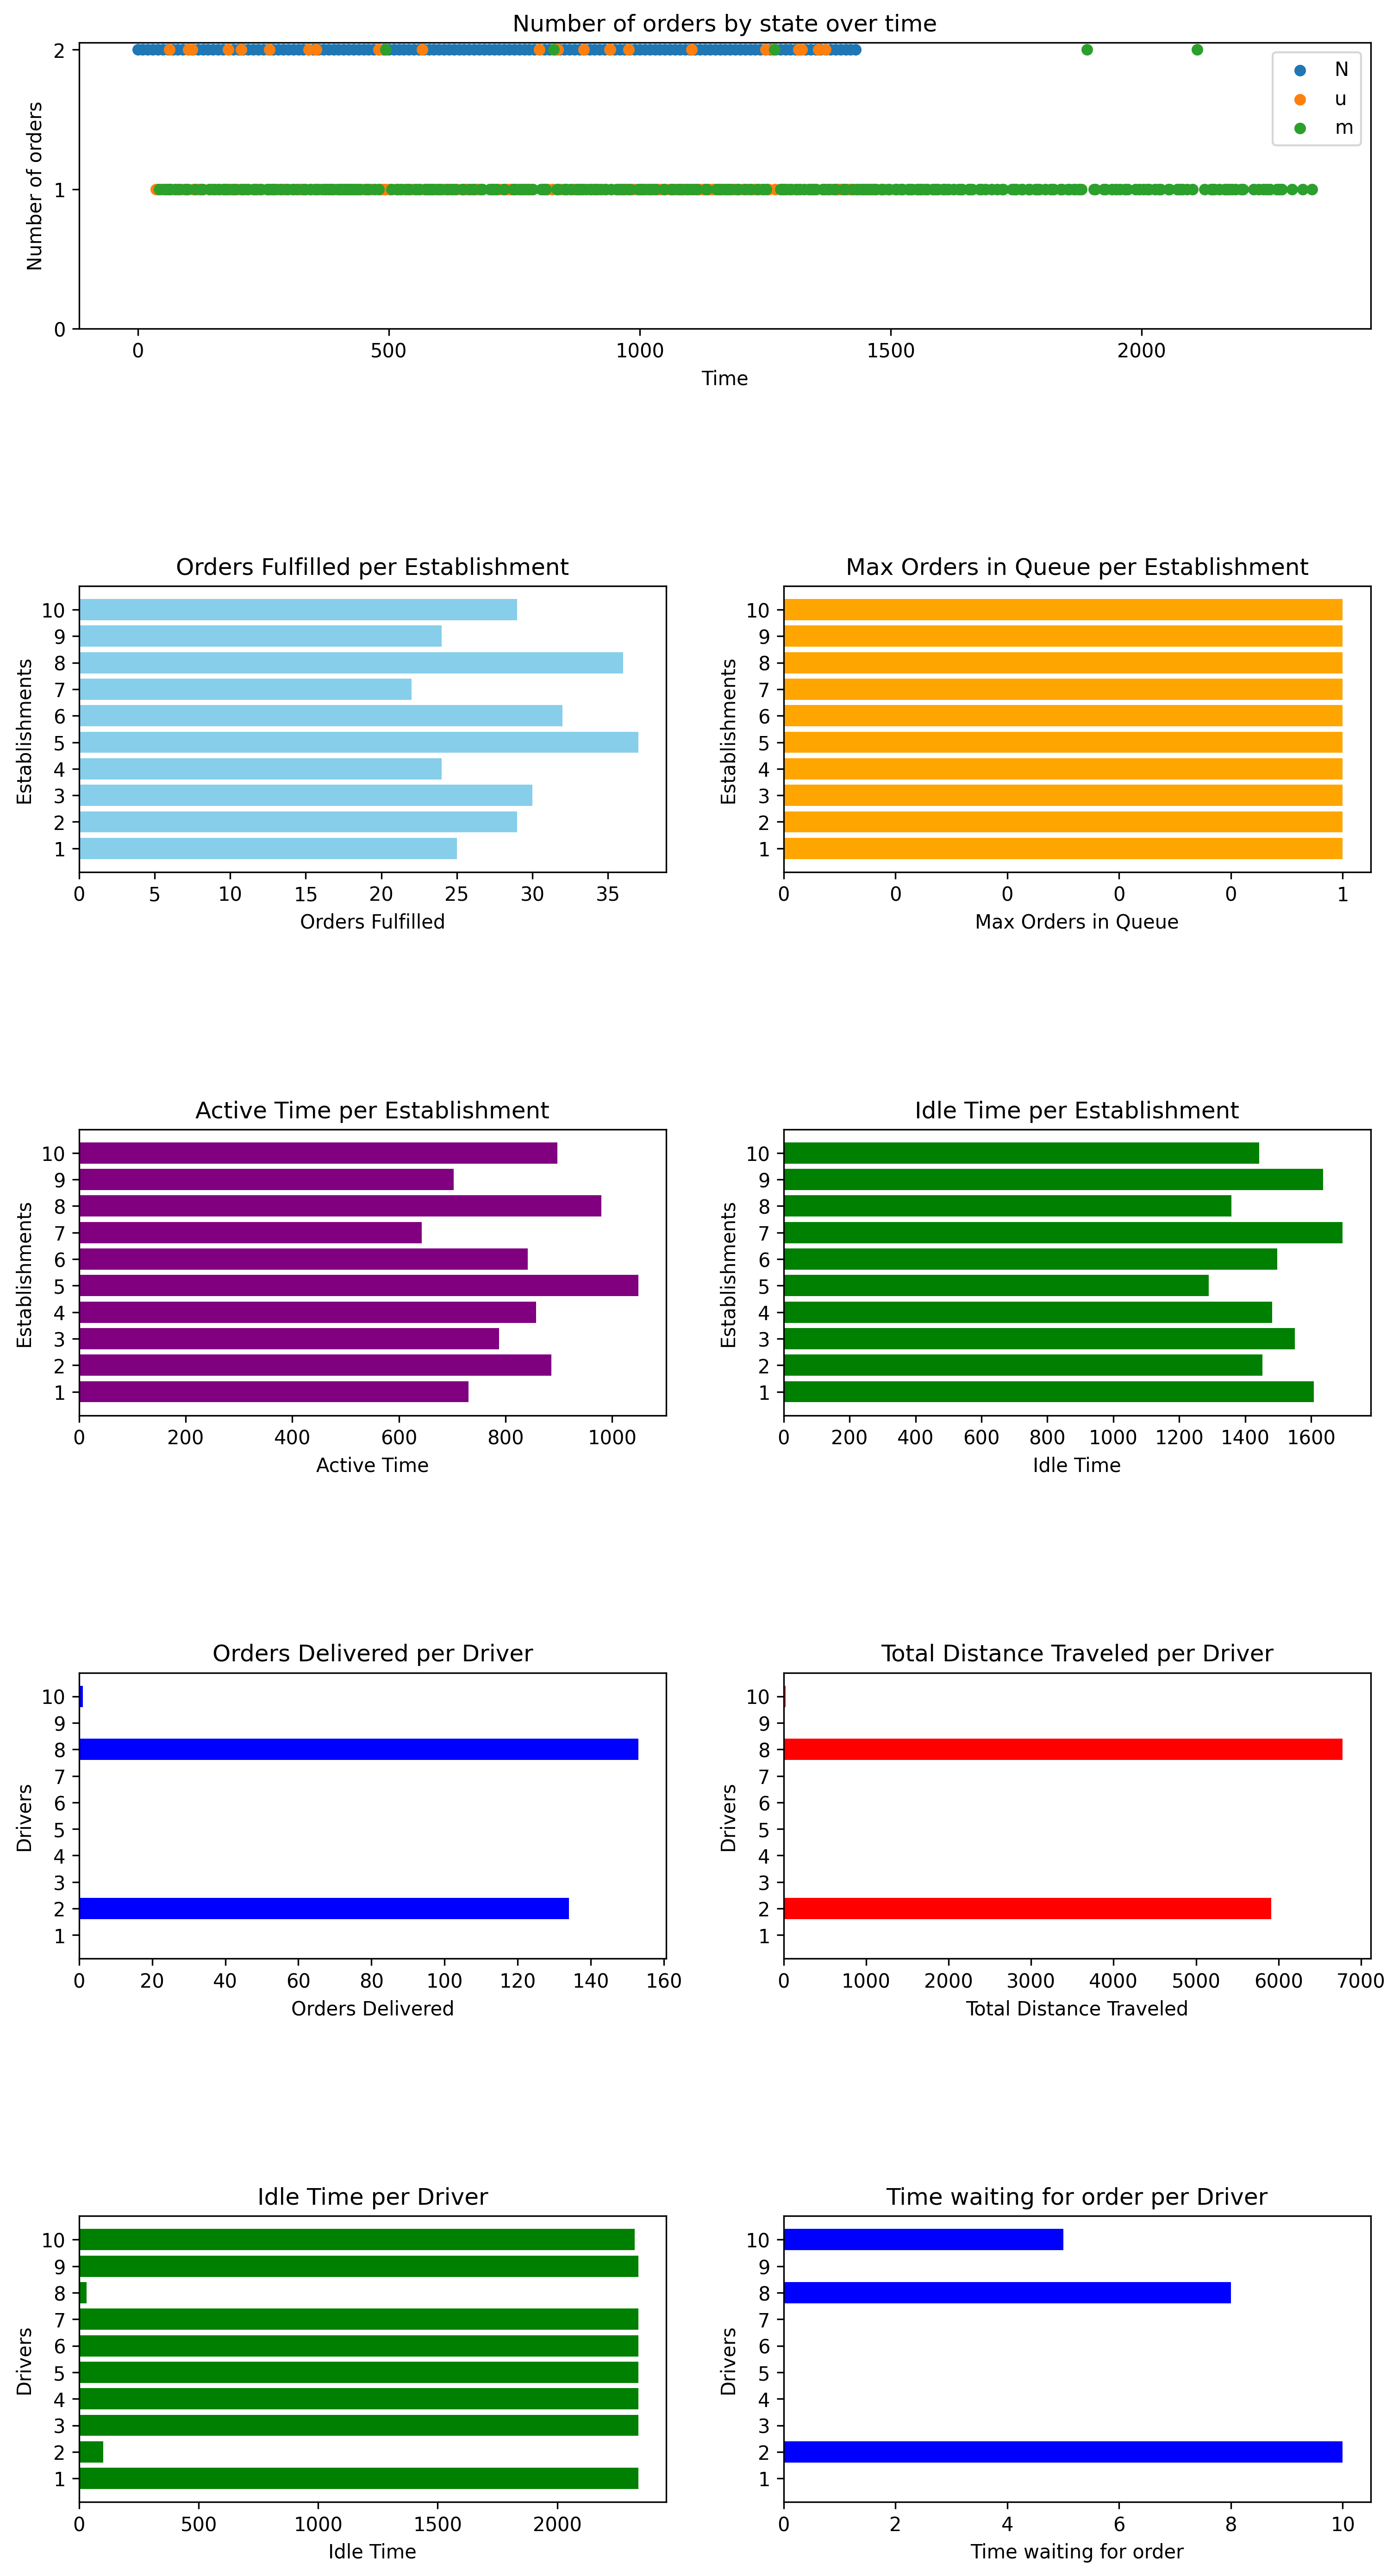 Number of orders by state over time
Number of orders
2
1
0
N
u
m
0 500 1000 1500 2000
Time
Orders Fulfilled per Establishment
Establishments
10
9
8
7
6
5
4
3
2
1
0 5 10 15 20 25 30 35
Orders Fulfilled
Max Orders in Queue per Establishment
Establishments
10
9
8
7
6
5
4
3
2
1
0 0 0 0 0 1
Max Orders in Queue
Active Time per Establishment
Establishments
10
9
8
7
6
5
4
3
2
1
0 200 400 600 800 1000
Active Time
Idle Time per Establishment
Establishments
10
9
8
7
6
5
4
3
2
1
0 200 400 600 800 1000 1200 1400 1600
Idle Time
Orders Delivered per Driver
Drivers
10
9
8
7
6
5
4
3
2
1
0 20 40 60 80 100 120 140 160
Orders Delivered
Total Distance Traveled per Driver
Drivers
10
9
8
7
6
5
4
3
2
1
0 1000 2000 3000 4000 5000 6000 7000
Total Distance Traveled
Idle Time per Driver
Drivers
10
9
8
7
6
5
4
3
2
1
0 500 1000 1500 2000
Idle Time
Time waiting for order per Driver
Drivers
10
9
8
7
6
5
4
3
2
1
0 2 4 6 8 10
Time waiting for order